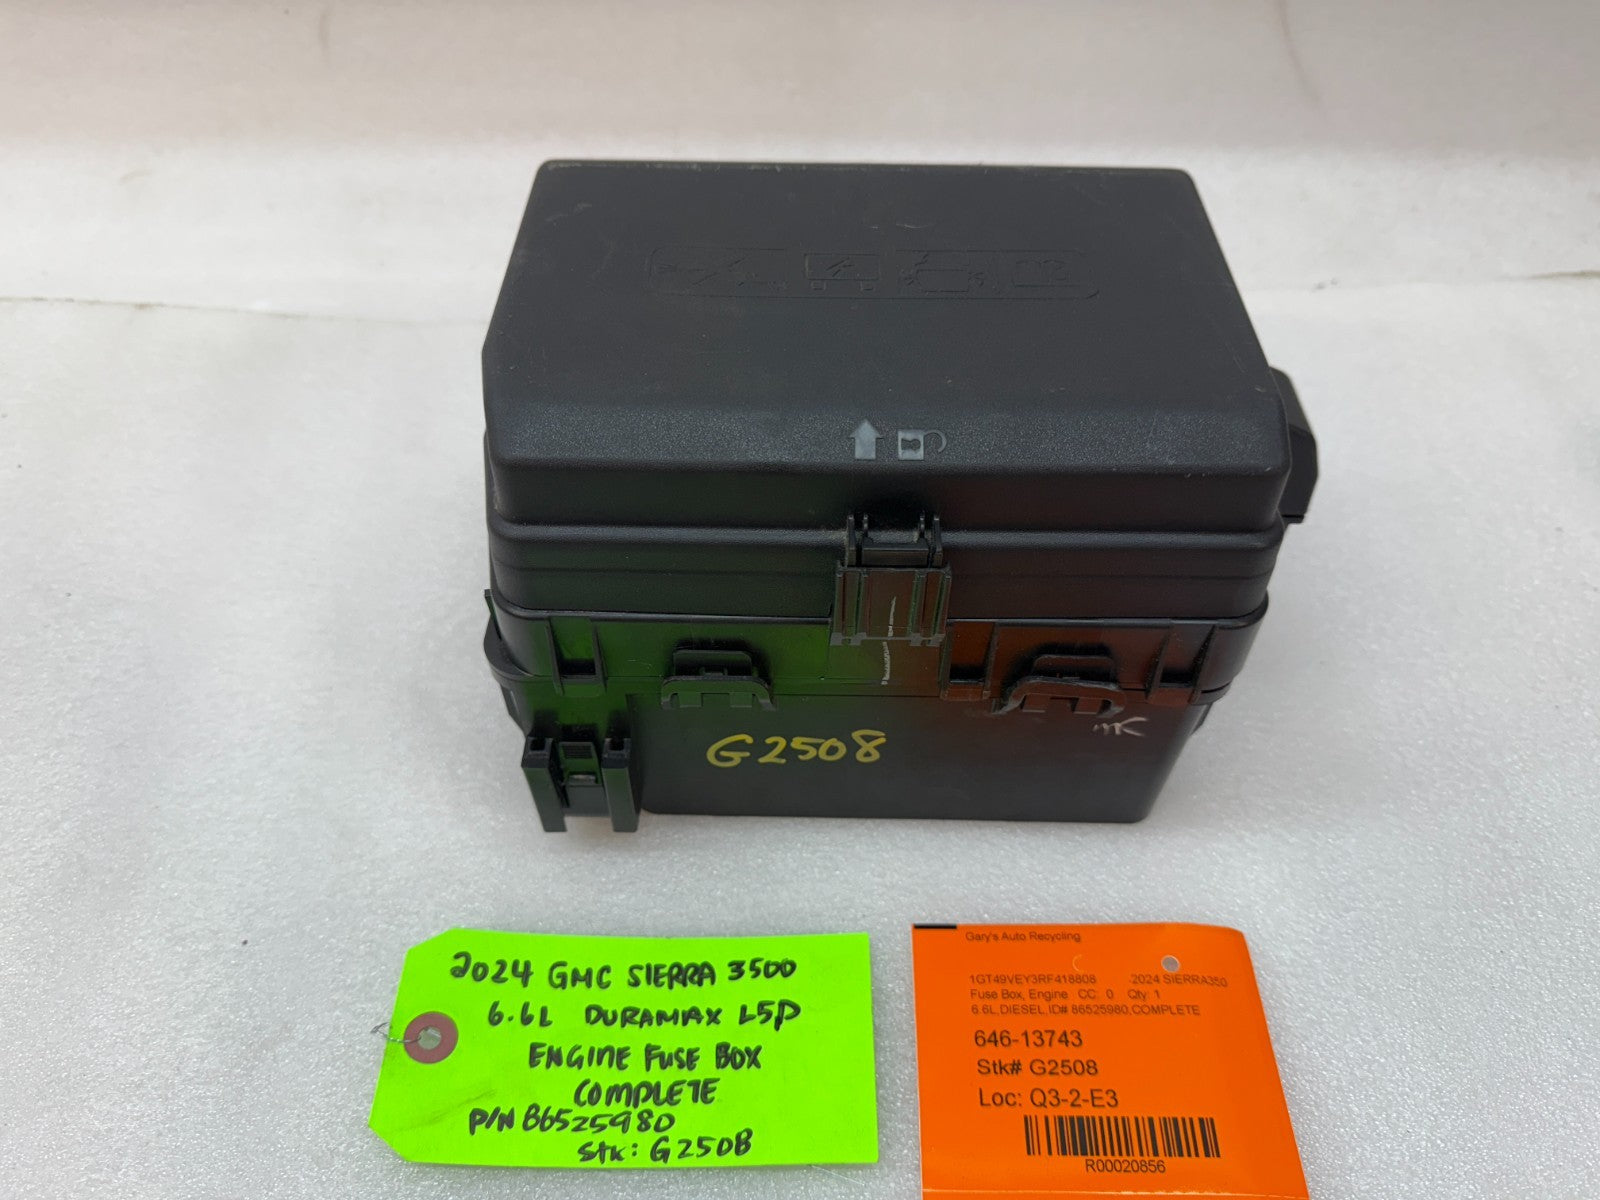 G2508
2024 GMC SIERRA 3500
6.6L DURAMAX L5P
ENGINE FUSE BOX
COMPLETE
P/N 86525980
Stk: G2508
Gary's Auto Recycling
1GT49VEY3RF418808 .2024 SIERRA350
Fuse Box, Engine CC: 0 Qty: 1
6.6L,DIESEL,ID# 86525980,COMPLETE
646-13743
Stk# G2508
Loc: Q3-2-E3
R00020856